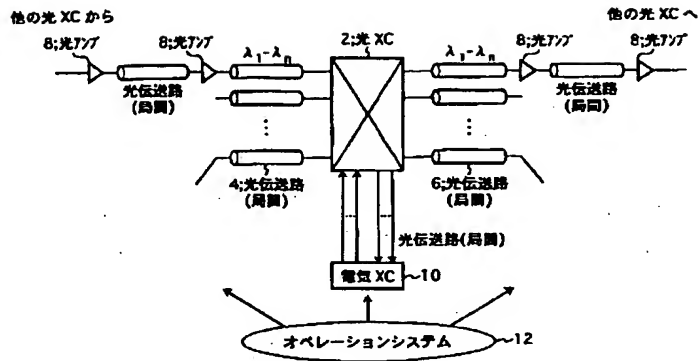 他の光 XC から
他の光 XC へ
8;光アンプ
8;光アンプ
λ1-λn
2;光 XC
λ1-λn
8;光アンプ
8;光アンプ
光伝送路
(局間)
光伝送路
(局間)
4;光伝送路
(局間)
6;光伝送路
(局間)
光伝送路(局間)
電気 XC
10
オペレーションシステム
12